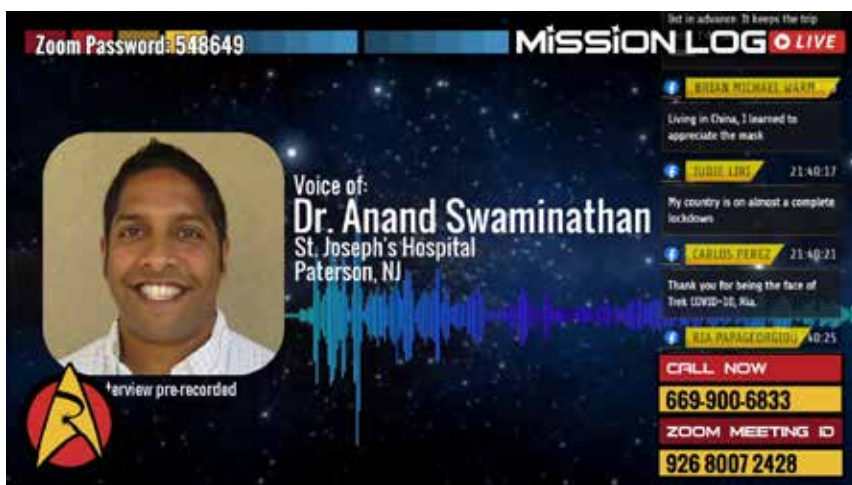 Zoom Password: 548649
MISSION LOG LIVE
list in advance. It keeps the trip
BRIAN MICHAEL WARM...
Living in China, I learned to
appreciate the mask
21:40:17
My country is on almost a complete
lockdown
CARLOS PEREZ 21:40:21
Thank you for being the face of
Trek COVID-10, Ria.
RIA PAPAGEORGIOU 40:25
Voice of:
Dr. Anand Swaminathan
St. Joseph's Hospital
Paterson, NJ
terview pre-recorded
CALL NOW
669-900-6833
ZOOM MEETING ID
926 8007 2428